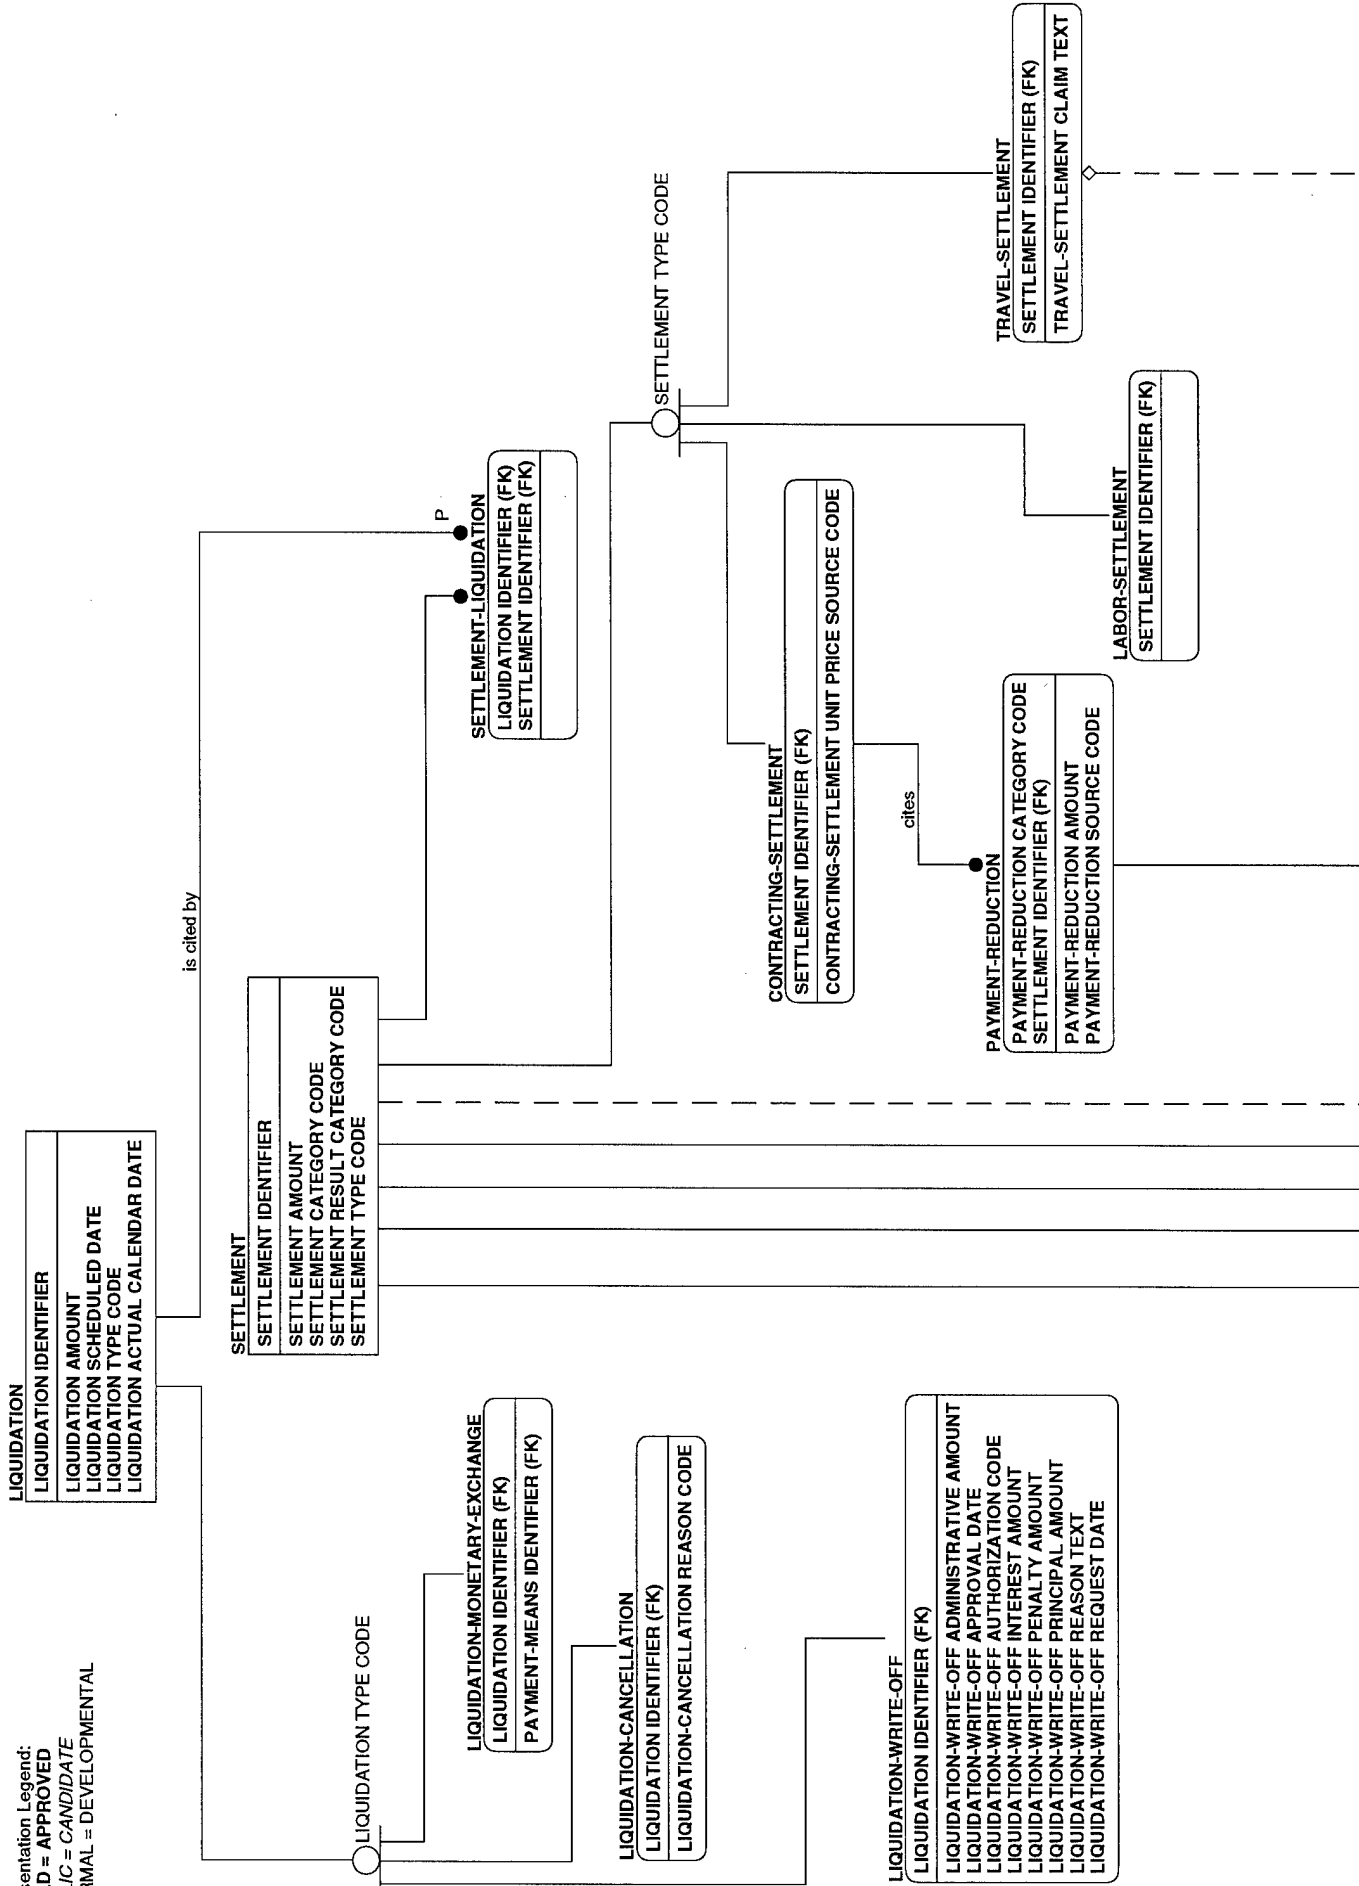 sentation Legend:
D = APPROVED
IC = CANDIDATE
RMAL = DEVELOPMENTAL
LIQUIDATION
LIQUIDATION IDENTIFIER
LIQUIDATION AMOUNT
LIQUIDATION SCHEDULED DATE
LIQUIDATION TYPE CODE
LIQUIDATION ACTUAL CALENDAR DATE
is cited by
SETTLEMENT
SETTLEMENT IDENTIFIER
SETTLEMENT AMOUNT
SETTLEMENT CATEGORY CODE
SETTLEMENT RESULT CATEGORY CODE
SETTLEMENT TYPE CODE
P
SETTLEMENT-LIQUIDATION
LIQUIDATION IDENTIFIER (FK)
SETTLEMENT IDENTIFIER (FK)
LIQUIDATION TYPE CODE
LIQUIDATION-MONETARY-EXCHANGE
LIQUIDATION IDENTIFIER (FK)
PAYMENT-MEANS IDENTIFIER (FK)
LIQUIDATION-CANCELLATION
LIQUIDATION IDENTIFIER (FK)
LIQUIDATION-CANCELLATION REASON CODE
LIQUIDATION-WRITE-OFF
LIQUIDATION IDENTIFIER (FK)
LIQUIDATION-WRITE-OFF ADMINISTRATIVE AMOUNT
LIQUIDATION-WRITE-OFF APPROVAL DATE
LIQUIDATION-WRITE-OFF AUTHORIZATION CODE
LIQUIDATION-WRITE-OFF INTEREST AMOUNT
LIQUIDATION-WRITE-OFF PENALTY AMOUNT
LIQUIDATION-WRITE-OFF PRINCIPAL AMOUNT
LIQUIDATION-WRITE-OFF REASON TEXT
LIQUIDATION-WRITE-OFF REQUEST DATE
SETTLEMENT TYPE CODE
CONTRACTING-SETTLEMENT
SETTLEMENT IDENTIFIER (FK)
CONTRACTING-SETTLEMENT UNIT PRICE SOURCE CODE
cites
PAYMENT-REDUCTION
PAYMENT-REDUCTION CATEGORY CODE
SETTLEMENT IDENTIFIER (FK)
PAYMENT-REDUCTION AMOUNT
PAYMENT-REDUCTION SOURCE CODE
LABOR-SETTLEMENT
SETTLEMENT IDENTIFIER (FK)
TRAVEL-SETTLEMENT
SETTLEMENT IDENTIFIER (FK)
TRAVEL-SETTLEMENT CLAIM TEXT